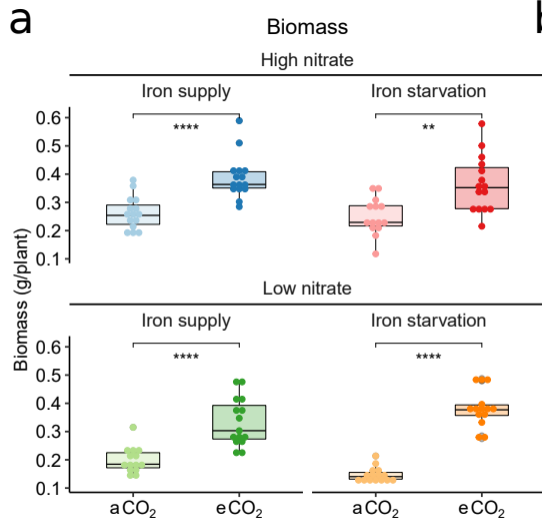 a
b
Biomass
High nitrate
Iron supply
Iron starvation
****
**
0.6
0.5
0.4
0.3
0.2
0.1
Biomass (g/plant)
Low nitrate
Iron supply
Iron starvation
****
****
0.6
0.5
0.4
0.3
0.2
0.1
aCO₂
eCO₂
aCO₂
eCO₂